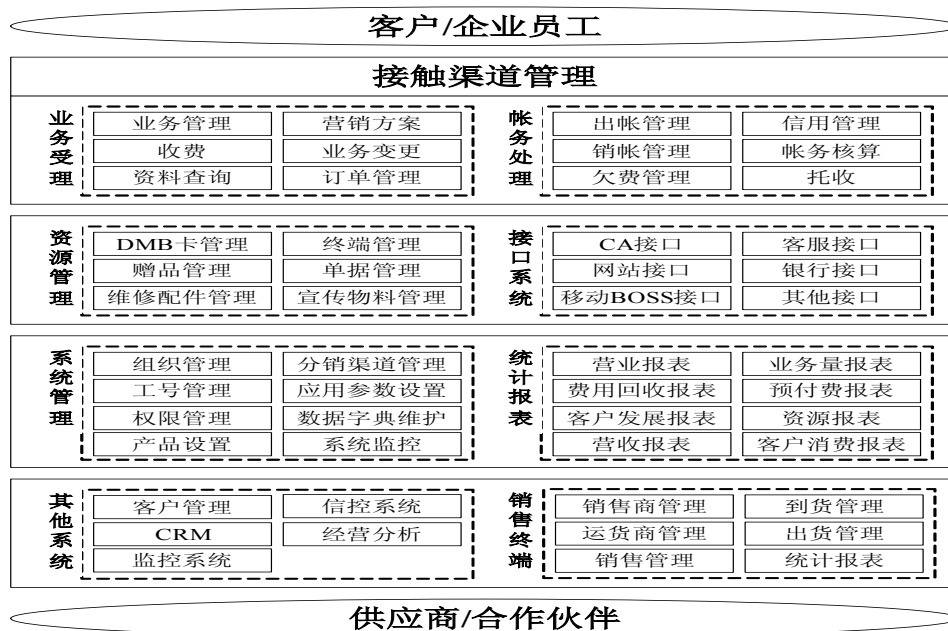 客户/企业员工
接触渠道管理
业务受理
业务管理 营销方案
收费 业务变更
资料查询 订单管理
帐务处理
出帐管理 信用管理
销帐管理 帐务核算
欠费管理 托收
资源管理
DMB卡管理 终端管理
赠品管理 单据管理
维修配件管理 宣传物料管理
接口系统
CA接口 客服接口
网站接口 银行接口
移动BOSS接口 其他接口
系统管理
组织管理 分销渠道管理
工号管理 应用参数设置
权限管理 数据字典维护
产品设置 系统监控
统计报表
营业报表 业务量报表
费用回收报表 预付费报表
客户发展报表 资源报表
营收报表 客户消费报表
其他系统
客户管理 信控系统
CRM 经营分析
监控系统
销售终端
销售商管理 到货管理
运货商管理 出货管理
销售管理 统计报表
供应商/合作伙伴